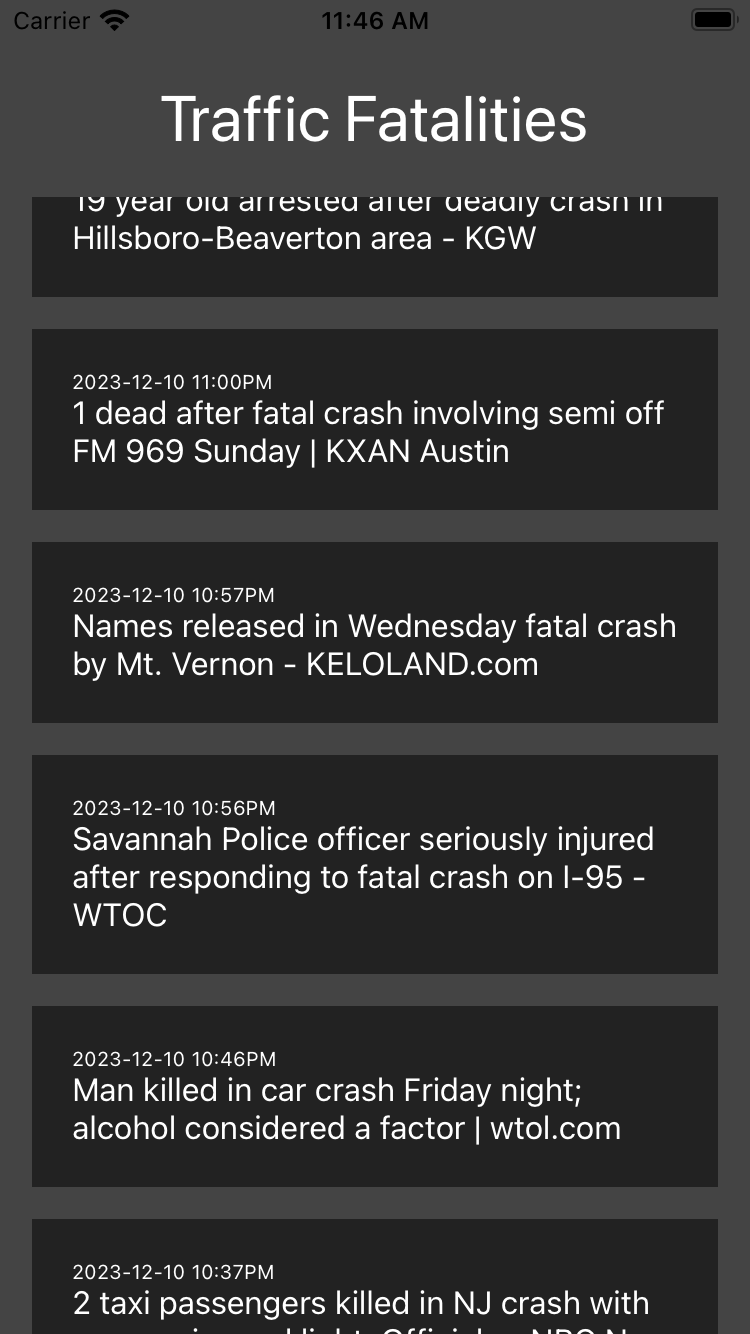 Carrier
11:46 AM
Traffic Fatalities
19 year old arrested after deadly crash in
Hillsboro-Beaverton area - KGW
2023-12-10 11:00PM
1 dead after fatal crash involving semi off
FM 969 Sunday | KXAN Austin
2023-12-10 10:57PM
Names released in Wednesday fatal crash
by Mt. Vernon - KELOLAND.com
2023-12-10 10:56PM
Savannah Police officer seriously injured
after responding to fatal crash on I-95 -
WTOC
2023-12-10 10:46PM
Man killed in car crash Friday night;
alcohol considered a factor | wtol.com
2023-12-10 10:37PM
2 taxi passengers killed in NJ crash with